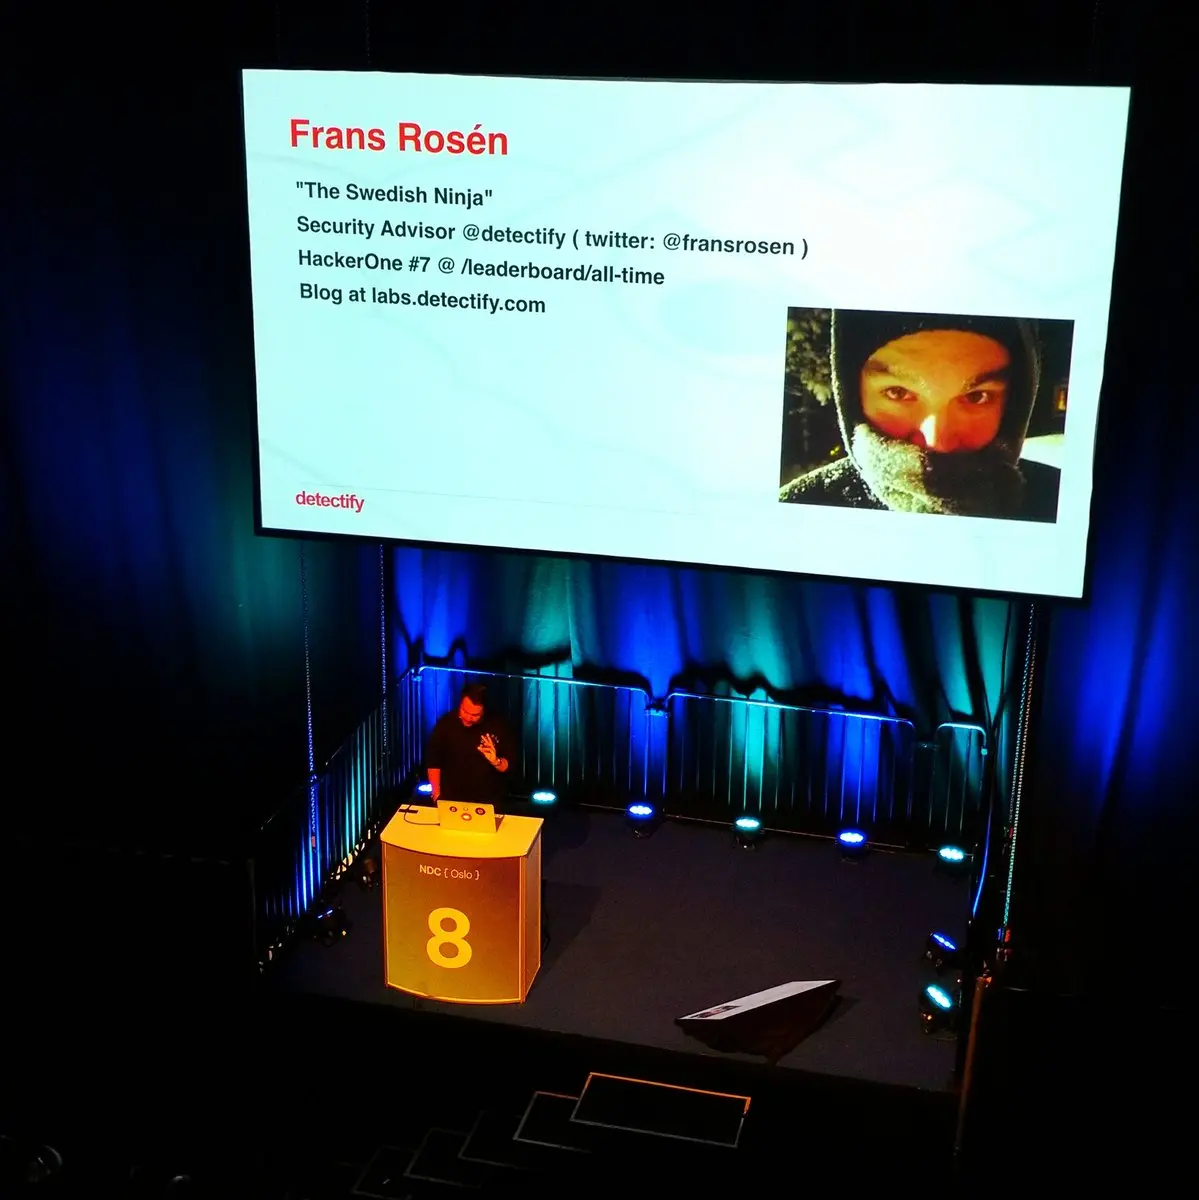 Frans Rosén
"The Swedish Ninja"
Security Advisor @detectify ( twitter: @fransrosen )
HackerOne #7 @ /leaderboard/all-time
Blog at labs.detectify.com
detectify
NDC { Oslo }
8